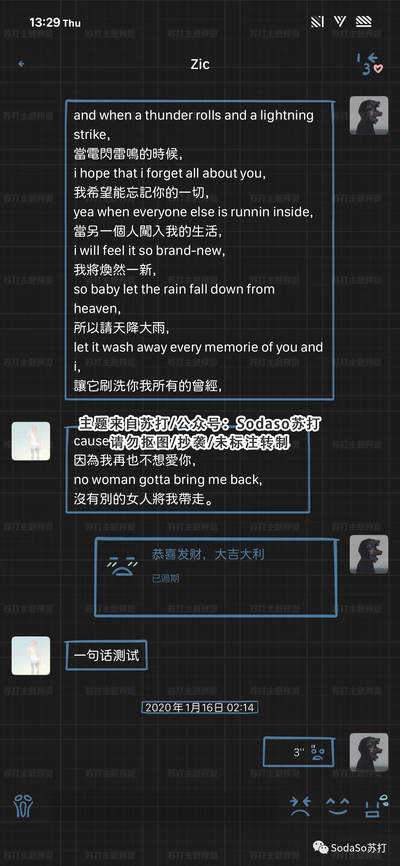 13:29 Thu
Zic
and when a thunder rolls and a lightning
strike,
當電閃雷鳴的時候,
i hope that i forget all about you,
我希望能忘記你的一切,
yea when everyone else is runnin inside,
當另一個人闖入我的生活,
i will feel it so brand-new,
我將煥然一新,
so baby let the rain fall down from
heaven,
所以請天降大雨,
let it wash away every memorie of you and
i,
讓它刷洗你我所有的曾經,
主题来自苏打/公众号：Sodaso苏打
请勿抠图/抄袭/未标注转制
cause
因為我再也不想愛你,
no woman gotta bring me back,
沒有別的女人將我帶走。
恭喜发财，大吉大利
已過期
一句话测试
2020年1月16日 02:14
3''
SodaSo苏打